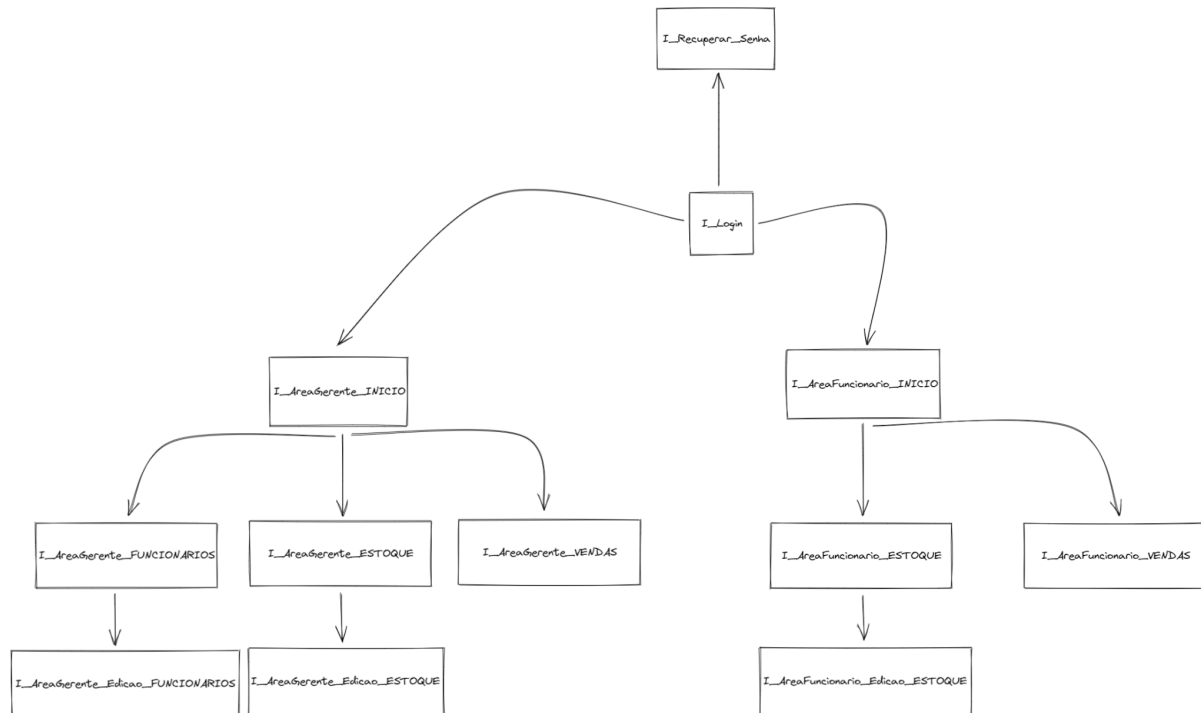 I_Recuperar_Senha
I_Login
I_AreaGerente_INICIO
I_AreaFuncionario_INICIO
I_AreaGerente_FUNCIONARIOS
I_AreaGerente_ESTOQUE
I_AreaGerente_VENDAS
I_AreaFuncionario_ESTOQUE
I_AreaFuncionario_VENDAS
I_AreaGerente_Edicao_FUNCIONARIOS
I_AreaGerente_Edicao_ESTOQUE
I_AreaFuncionario_Edicao_ESTOQUE